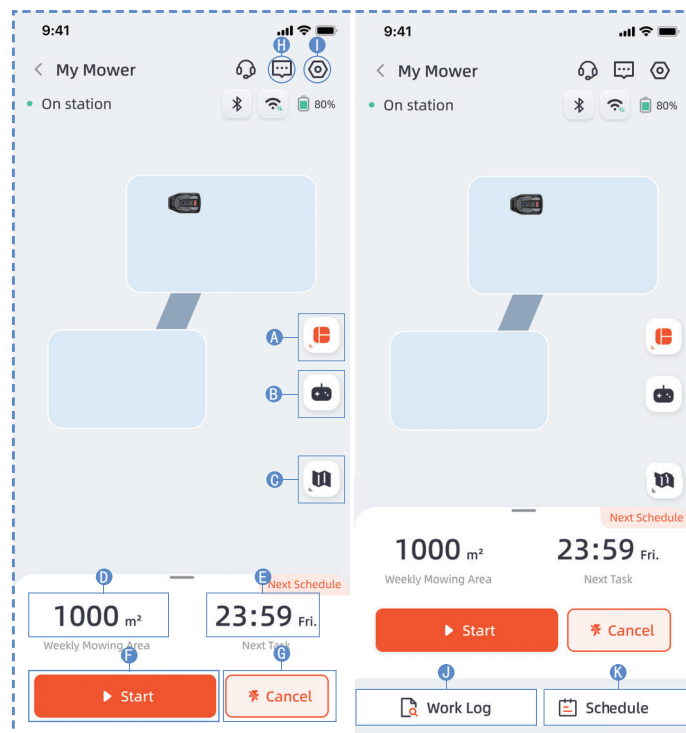 9:41
H
I
My Mower
On station
80%
A
B
C
Next Schedule
D
E
1000 m²
23:59 Fri.
Weekly Mowing Area
Next Task
F
G
Start
Cancel
9:41
My Mower
On station
80%
Next Schedule
1000 m²
23:59 Fri.
Weekly Mowing Area
Next Task
Start
Cancel
J
K
Work Log
Schedule